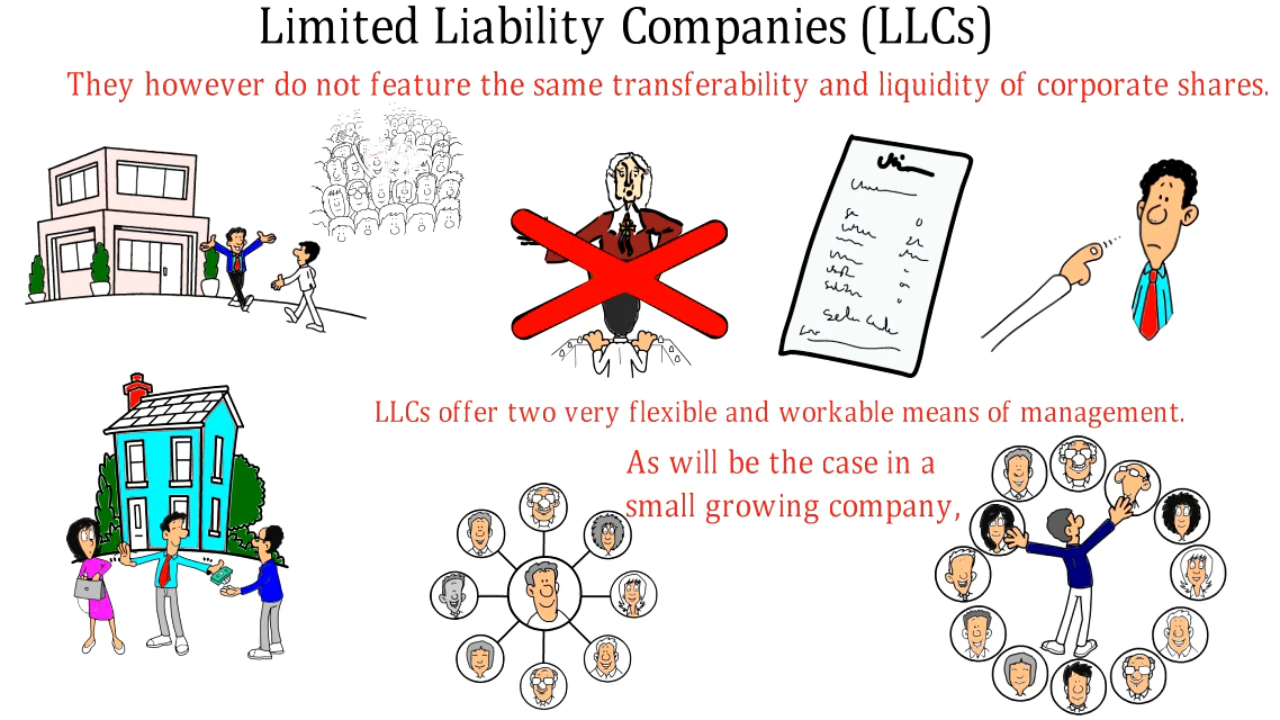 Limited Liability Companies (LLCs)
They however do not feature the same transferability and liquidity of corporate shares.
LLCs offer two very flexible and workable means of management.
As will be the case in a
small growing company,